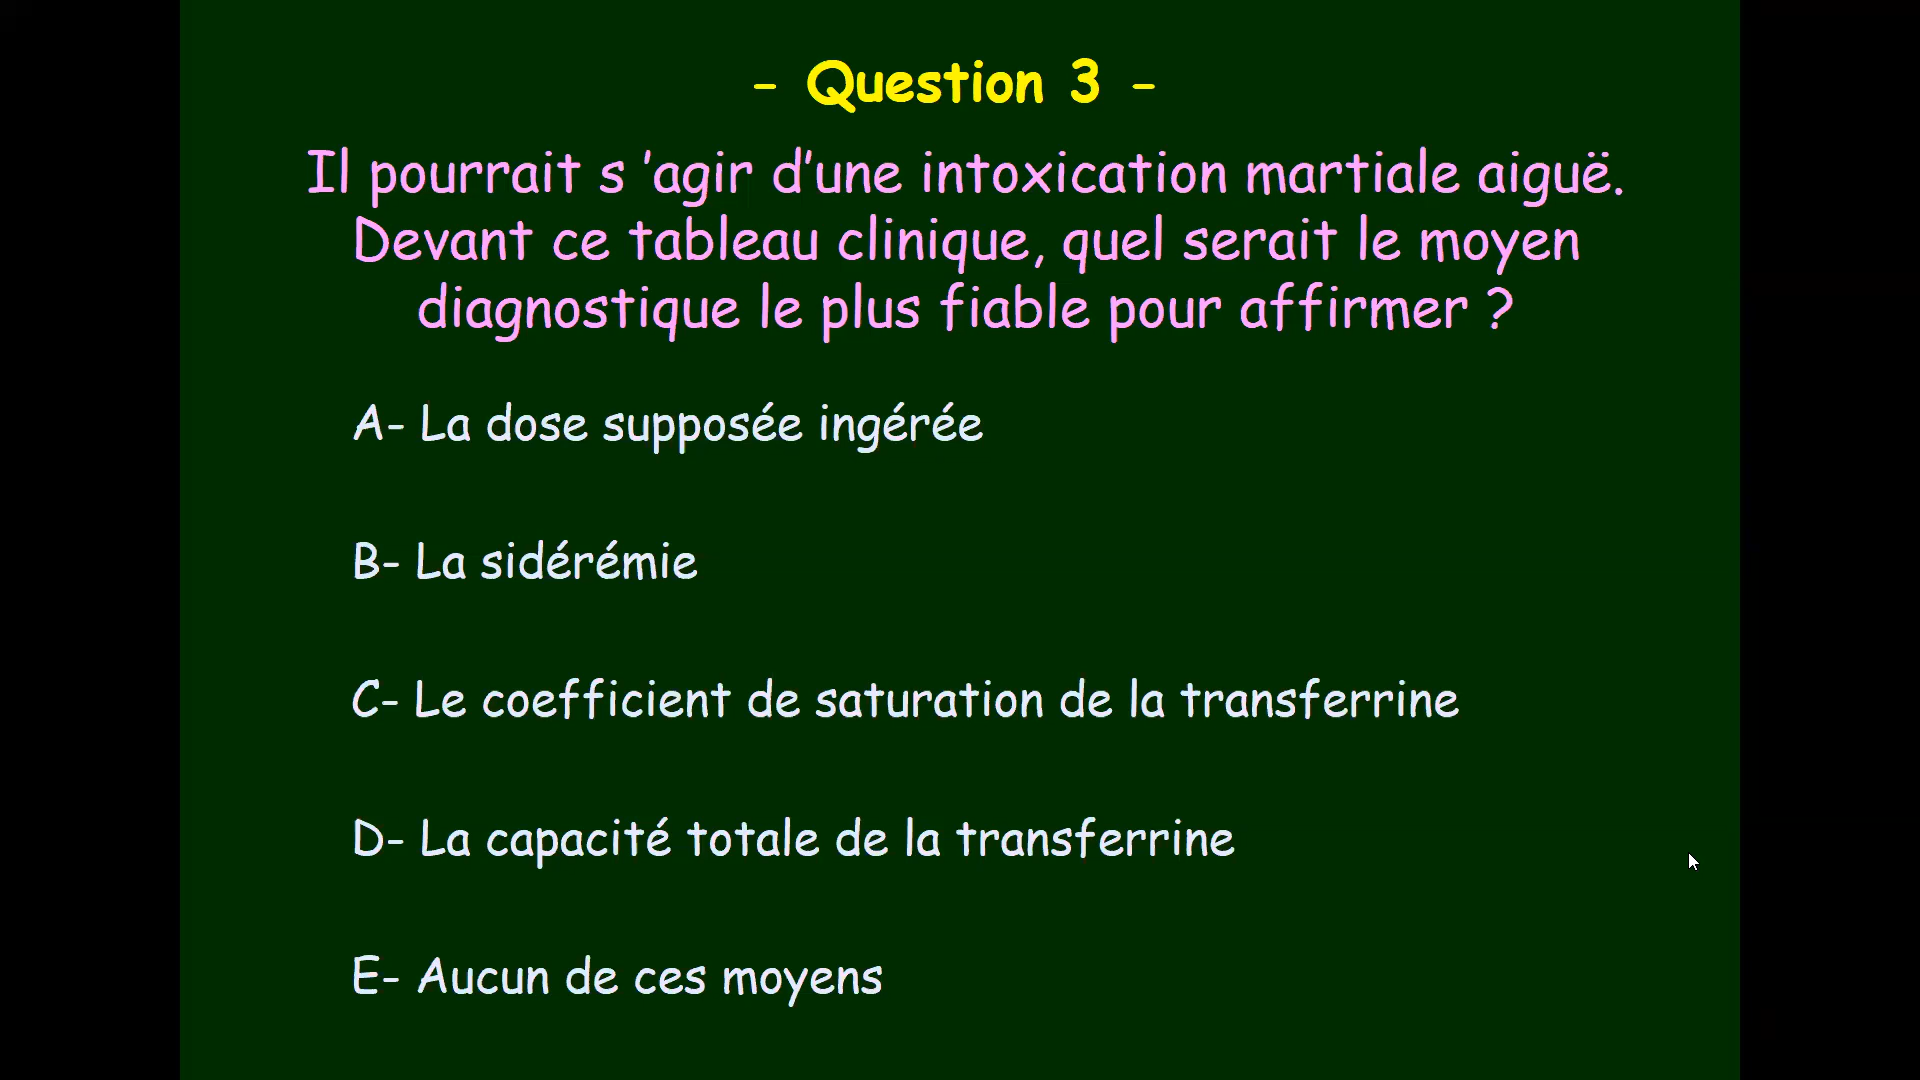 - Question 3 -
Il pourrait s 'agir d'une intoxication martiale aiguë.
Devant ce tableau clinique, quel serait le moyen
diagnostique le plus fiable pour affirmer ?
A- La dose supposée ingérée
B- La sidérémie
C- Le coefficient de saturation de la transferrine
D- La capacité totale de la transferrine
E- Aucun de ces moyens